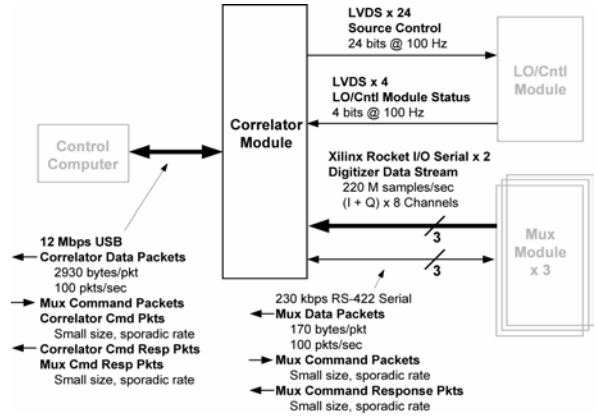 LVDS x 24
Source Control
24 bits @ 100 Hz
LO/Cntl
Module
LVDS x 4
LO/Cntl Module Status
4 bits @ 100 Hz
Correlator
Module
Control
Computer
Xilinx Rocket I/O Serial x 2
Digitizer Data Stream
220 M samples/sec
(I + Q) x 8 Channels
3
3
Mux
Module
x 3
12 Mbps USB
Correlator Data Packets
2930 bytes/pkt
100 pkts/sec
Mux Command Packets
Correlator Cmd Pkts
Small size, sporadic rate
Correlator Cmd Resp Pkts
Mux Cmd Resp Pkts
Small size, sporadic rate
230 kbps RS-422 Serial
Mux Data Packets
170 bytes/pkt
100 pkts/sec
Mux Command Packets
Small size, sporadic rate
Mux Command Response Pkts
Small size, sporadic rate